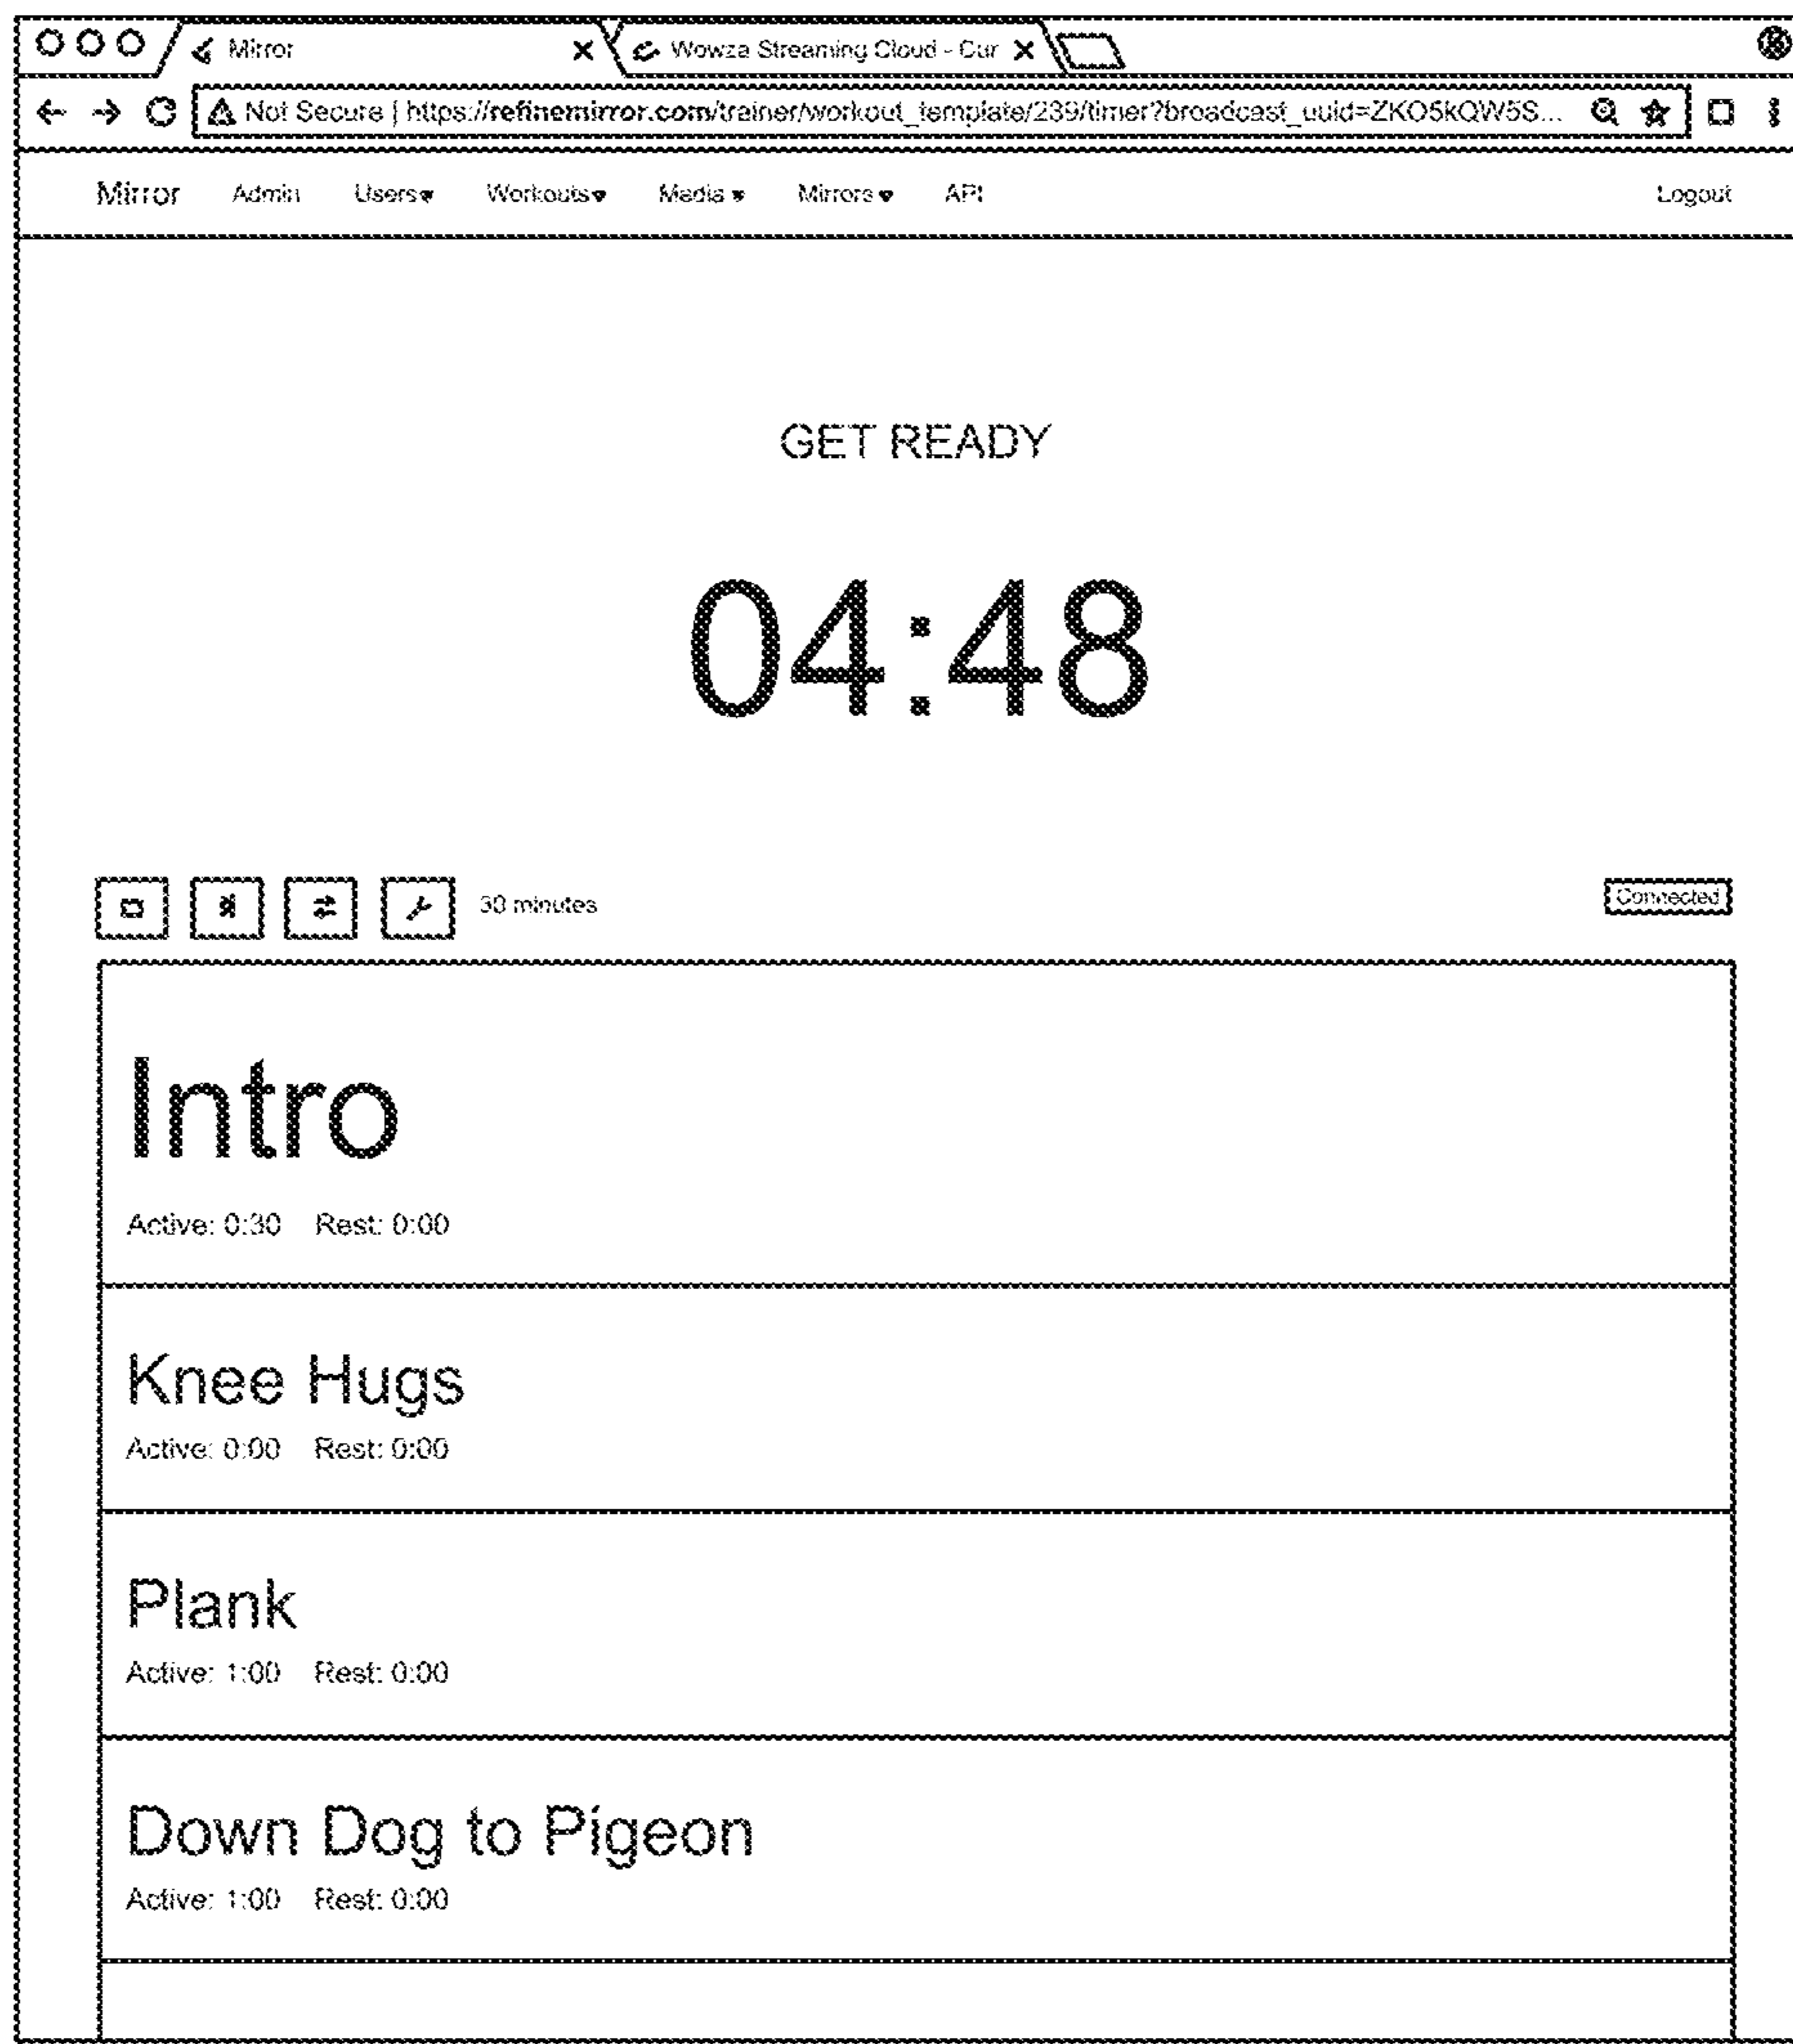 Mirror
Wowza Streaming Cloud - Cur
Not Secure | https://refinemirror.com/trainer/workout_template/239/timer?broadcast_uuid=ZKO5kQW5S...
Mirror Admin Users Workouts Media Mirrors API Logout
GET READY
04:48
30 minutes Connected
Intro
Active: 0:30 Rest: 0:00
Knee Hugs
Active: 0:00 Rest: 0:00
Plank
Active: 1:00 Rest: 0:00
Down Dog to Pigeon
Active: 1:00 Rest: 0:00